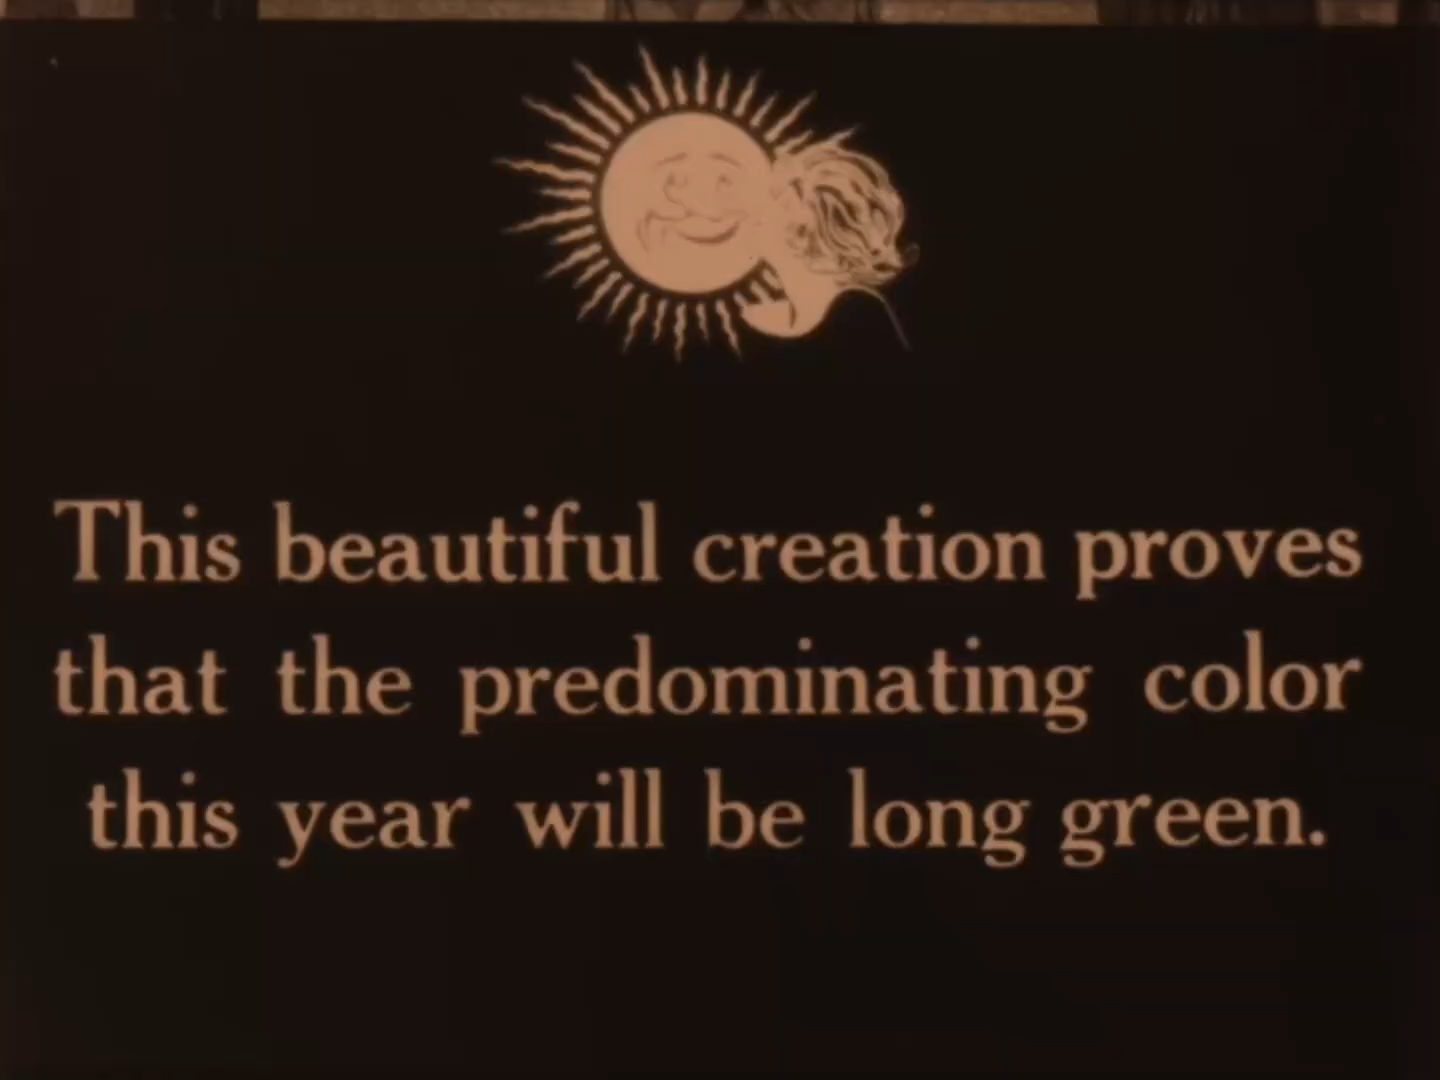 This beautiful creation proves
that the predominating color
this year will be long green.